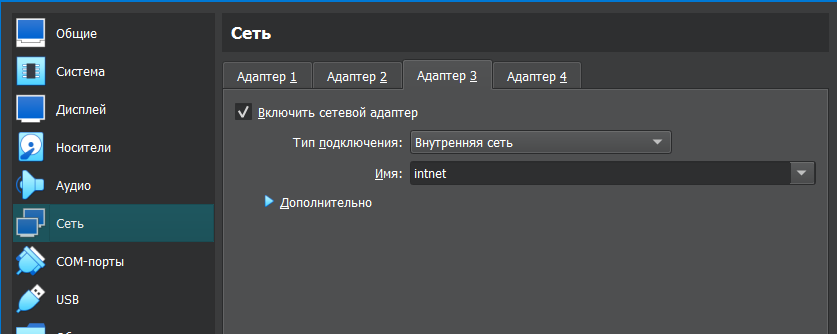 Общие
Система
Дисплей
Носители
Аудио
Сеть
COM-порты
USB
Сеть
Адаптер 1
Адаптер 2
Адаптер 3
Адаптер 4
Включить сетевой адаптер
Тип подключения: Внутренняя сеть
Имя: intnet
Дополнительно